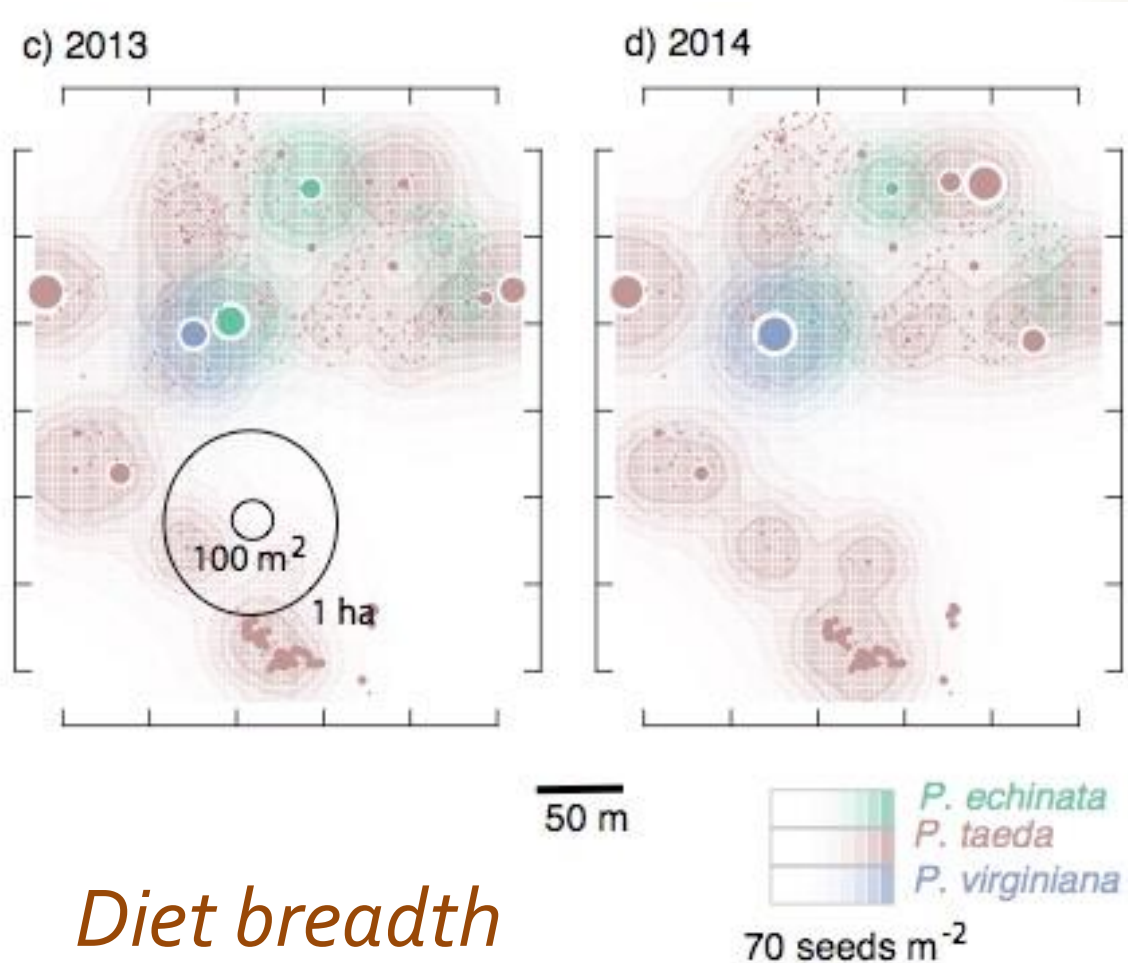 c) 2013
d) 2014
100 m2
1 ha
50 m
P. echinata
P. taeda
P. virginiana
70 seeds m-2
Diet breadth